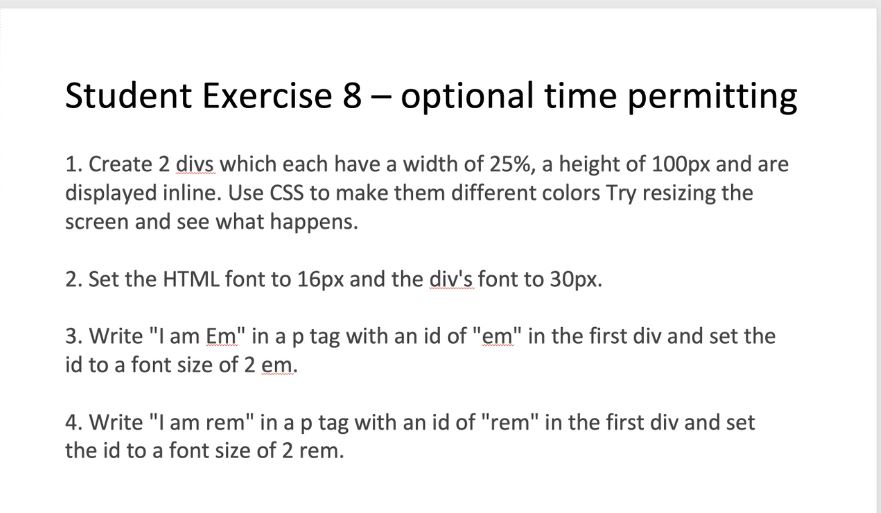 Student Exercise 8 – optional time permitting
1. Create 2 divs which each have a width of 25%, a height of 100px and are
displayed inline. Use CSS to make them different colors Try resizing the
screen and see what happens.
2. Set the HTML font to 16px and the div's font to 30px.
3. Write "I am Em" in a p tag with an id of "em" in the first div and set the
id to a font size of 2 em.
4. Write "I am rem" in a p tag with an id of "rem" in the first div and set
the id to a font size of 2 rem.